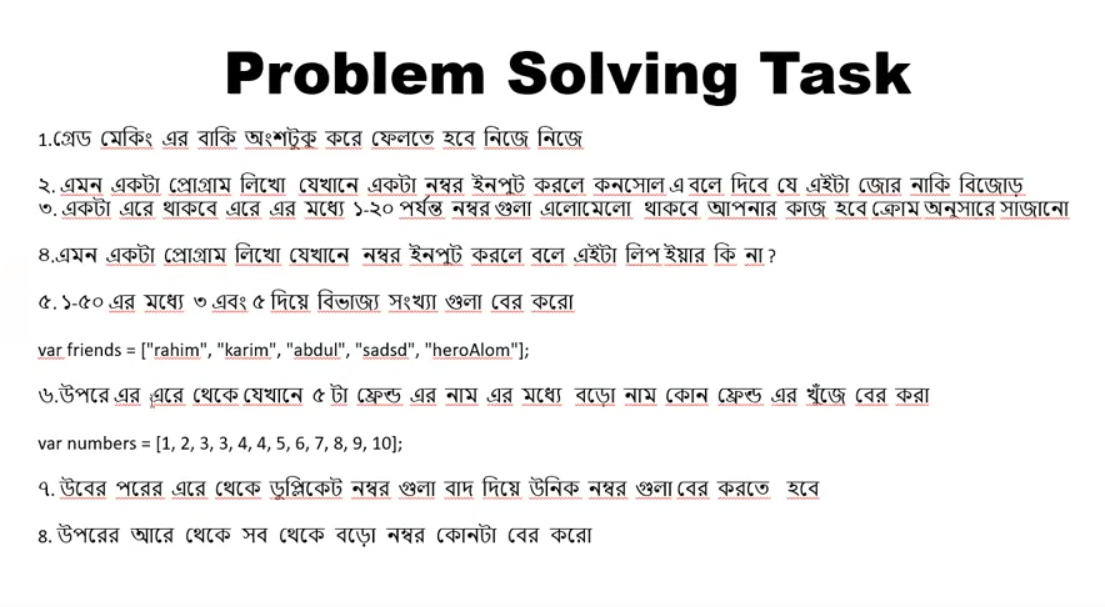 Problem Solving Task
1.গ্রেড মেকিং এর বাকি অংশটুকু করে ফেলতে হবে নিজে নিজে
২. এমন একটা প্রোগ্রাম লিখো যেখানে একটা নম্বর ইনপুট করলে কনসোল এ বলে দিবে যে এইটা জোর নাকি বিজোড়
৩. একটা এরে থাকবে এরে এর মধ্যে ১-২০ পর্যন্ত নম্বর গুলা এলোমেলো থাকবে আপনার কাজ হবে ক্রোম অনুসারে সাজানো
৪.এমন একটা প্রোগ্রাম লিখো যেখানে নম্বর ইনপুট করলে বলে এইটা লিপ ইয়ার কি না?
৫. ১-৫০ এর মধ্যে ৩ এবং ৫ দিয়ে বিভাজ্য সংখ্যা গুলা বের করো
var friends = ["rahim", "karim", "abdul", "sadsd", "heroAlom"];
৬.উপরে এর এরে থেকে যেখানে ৫ টা ফ্রেন্ড এর নাম এর মধ্যে বড়ো নাম কোন ফ্রেন্ড এর খুঁজে বের করা
var numbers = [1, 2, 3, 3, 4, 4, 5, 6, 7, 8, 9, 10];
৭. উবের পরের এরে থেকে ডুপ্লিকেট নম্বর গুলা বাদ দিয়ে উনিক নম্বর গুলা বের করতে হবে
8. উপরের আরে থেকে সব থেকে বড়ো নম্বর কোনটা বের করো